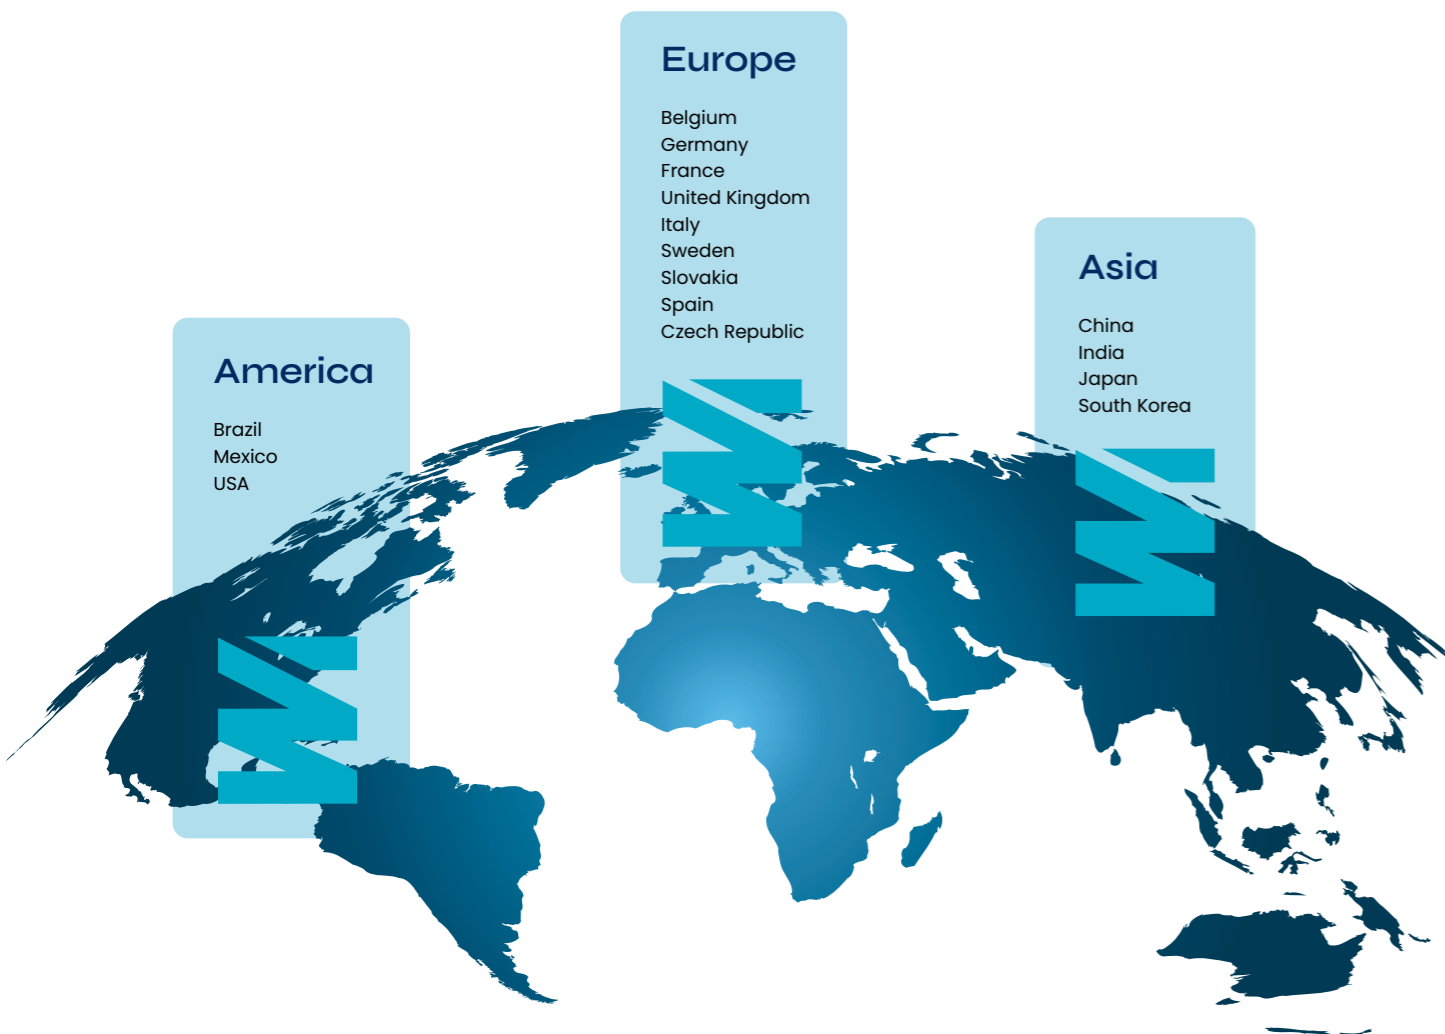 Europe
Belgium
Germany
France
United Kingdom
Italy
Sweden
Slovakia
Spain
Czech Republic
Asia
China
India
Japan
South Korea
America
Brazil
Mexico
USA